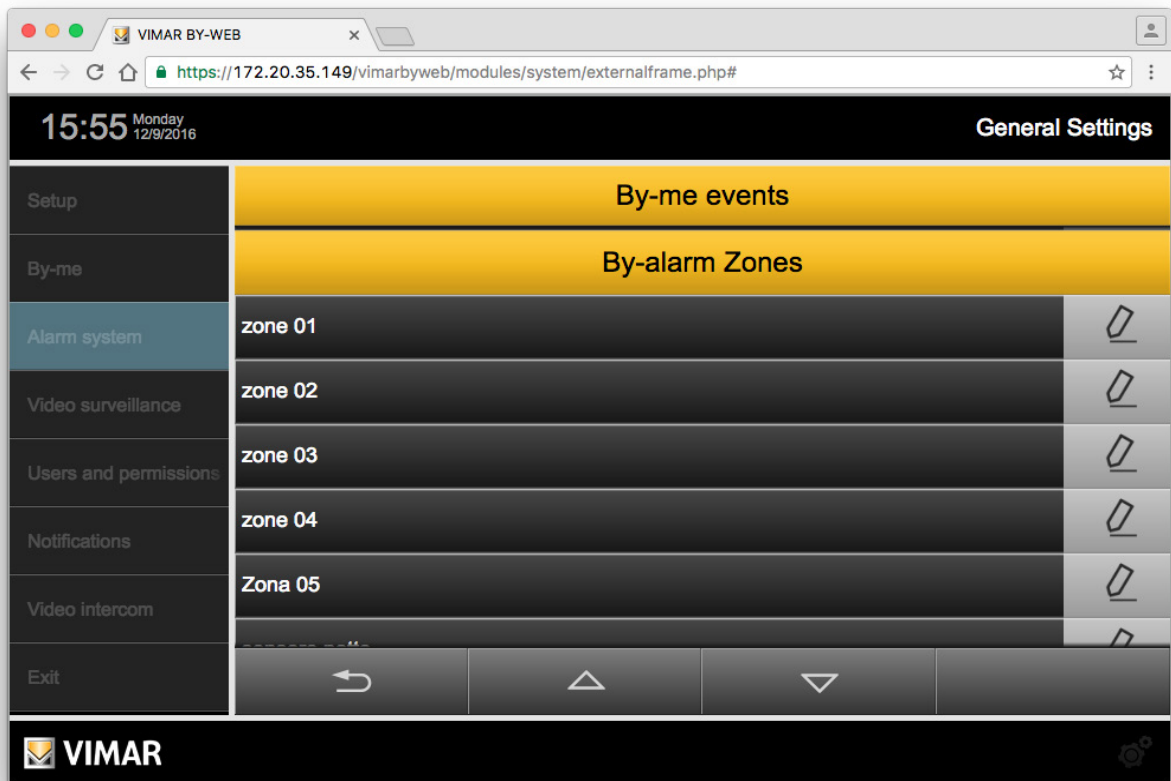 VIMAR BY-WEB
https://172.20.35.149/vimarbyweb/modules/system/externalframe.php#
15:55 Monday
12/9/2016
General Settings
Setup
By-me
Alarm system
Video surveillance
Users and permissions
Notifications
Video intercom
Exit
By-me events
By-alarm Zones
zone 01
zone 02
zone 03
zone 04
Zona 05
VIMAR